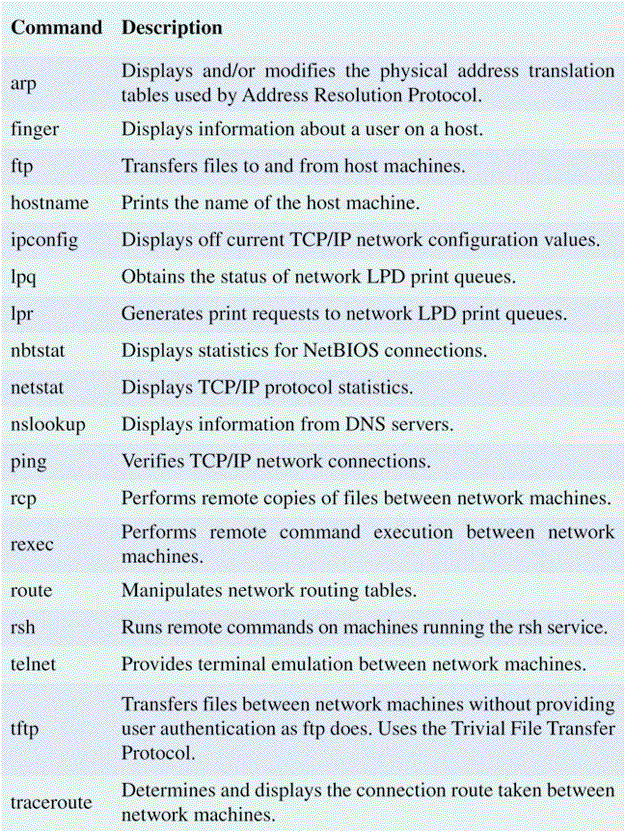 Command Description
Displays and/or modifies the physical address translation
arp
tables used by Address Resolution Protocol.
finger Displays information about a user on a host.
ftp Transfers files to and from host machines.
hostname Prints the name of the host machine.
ipconfig Displays off current TCP/IP network configuration values.
lpq Obtains the status of network LPD print queues.
lpr Generates print requests to network LPD print queues.
nbtstat Displays statistics for NetBIOS connections.
netstat Displays TCP/IP protocol statistics.
nslookup Displays information from DNS servers.
ping Verifies TCP/IP network connections.
rcp Performs remote copies of files between network machines.
Performs remote command execution between network
rexec
machines.
route Manipulates network routing tables.
rsh Runs remote commands on machines running the rsh service.
telnet Provides terminal emulation between network machines.
Transfers files between network machines without providing
tftp user authentication as ftp does. Uses the Trivial File Transfer
Protocol.
Determines and displays the connection route taken between
traceroute
network machines.